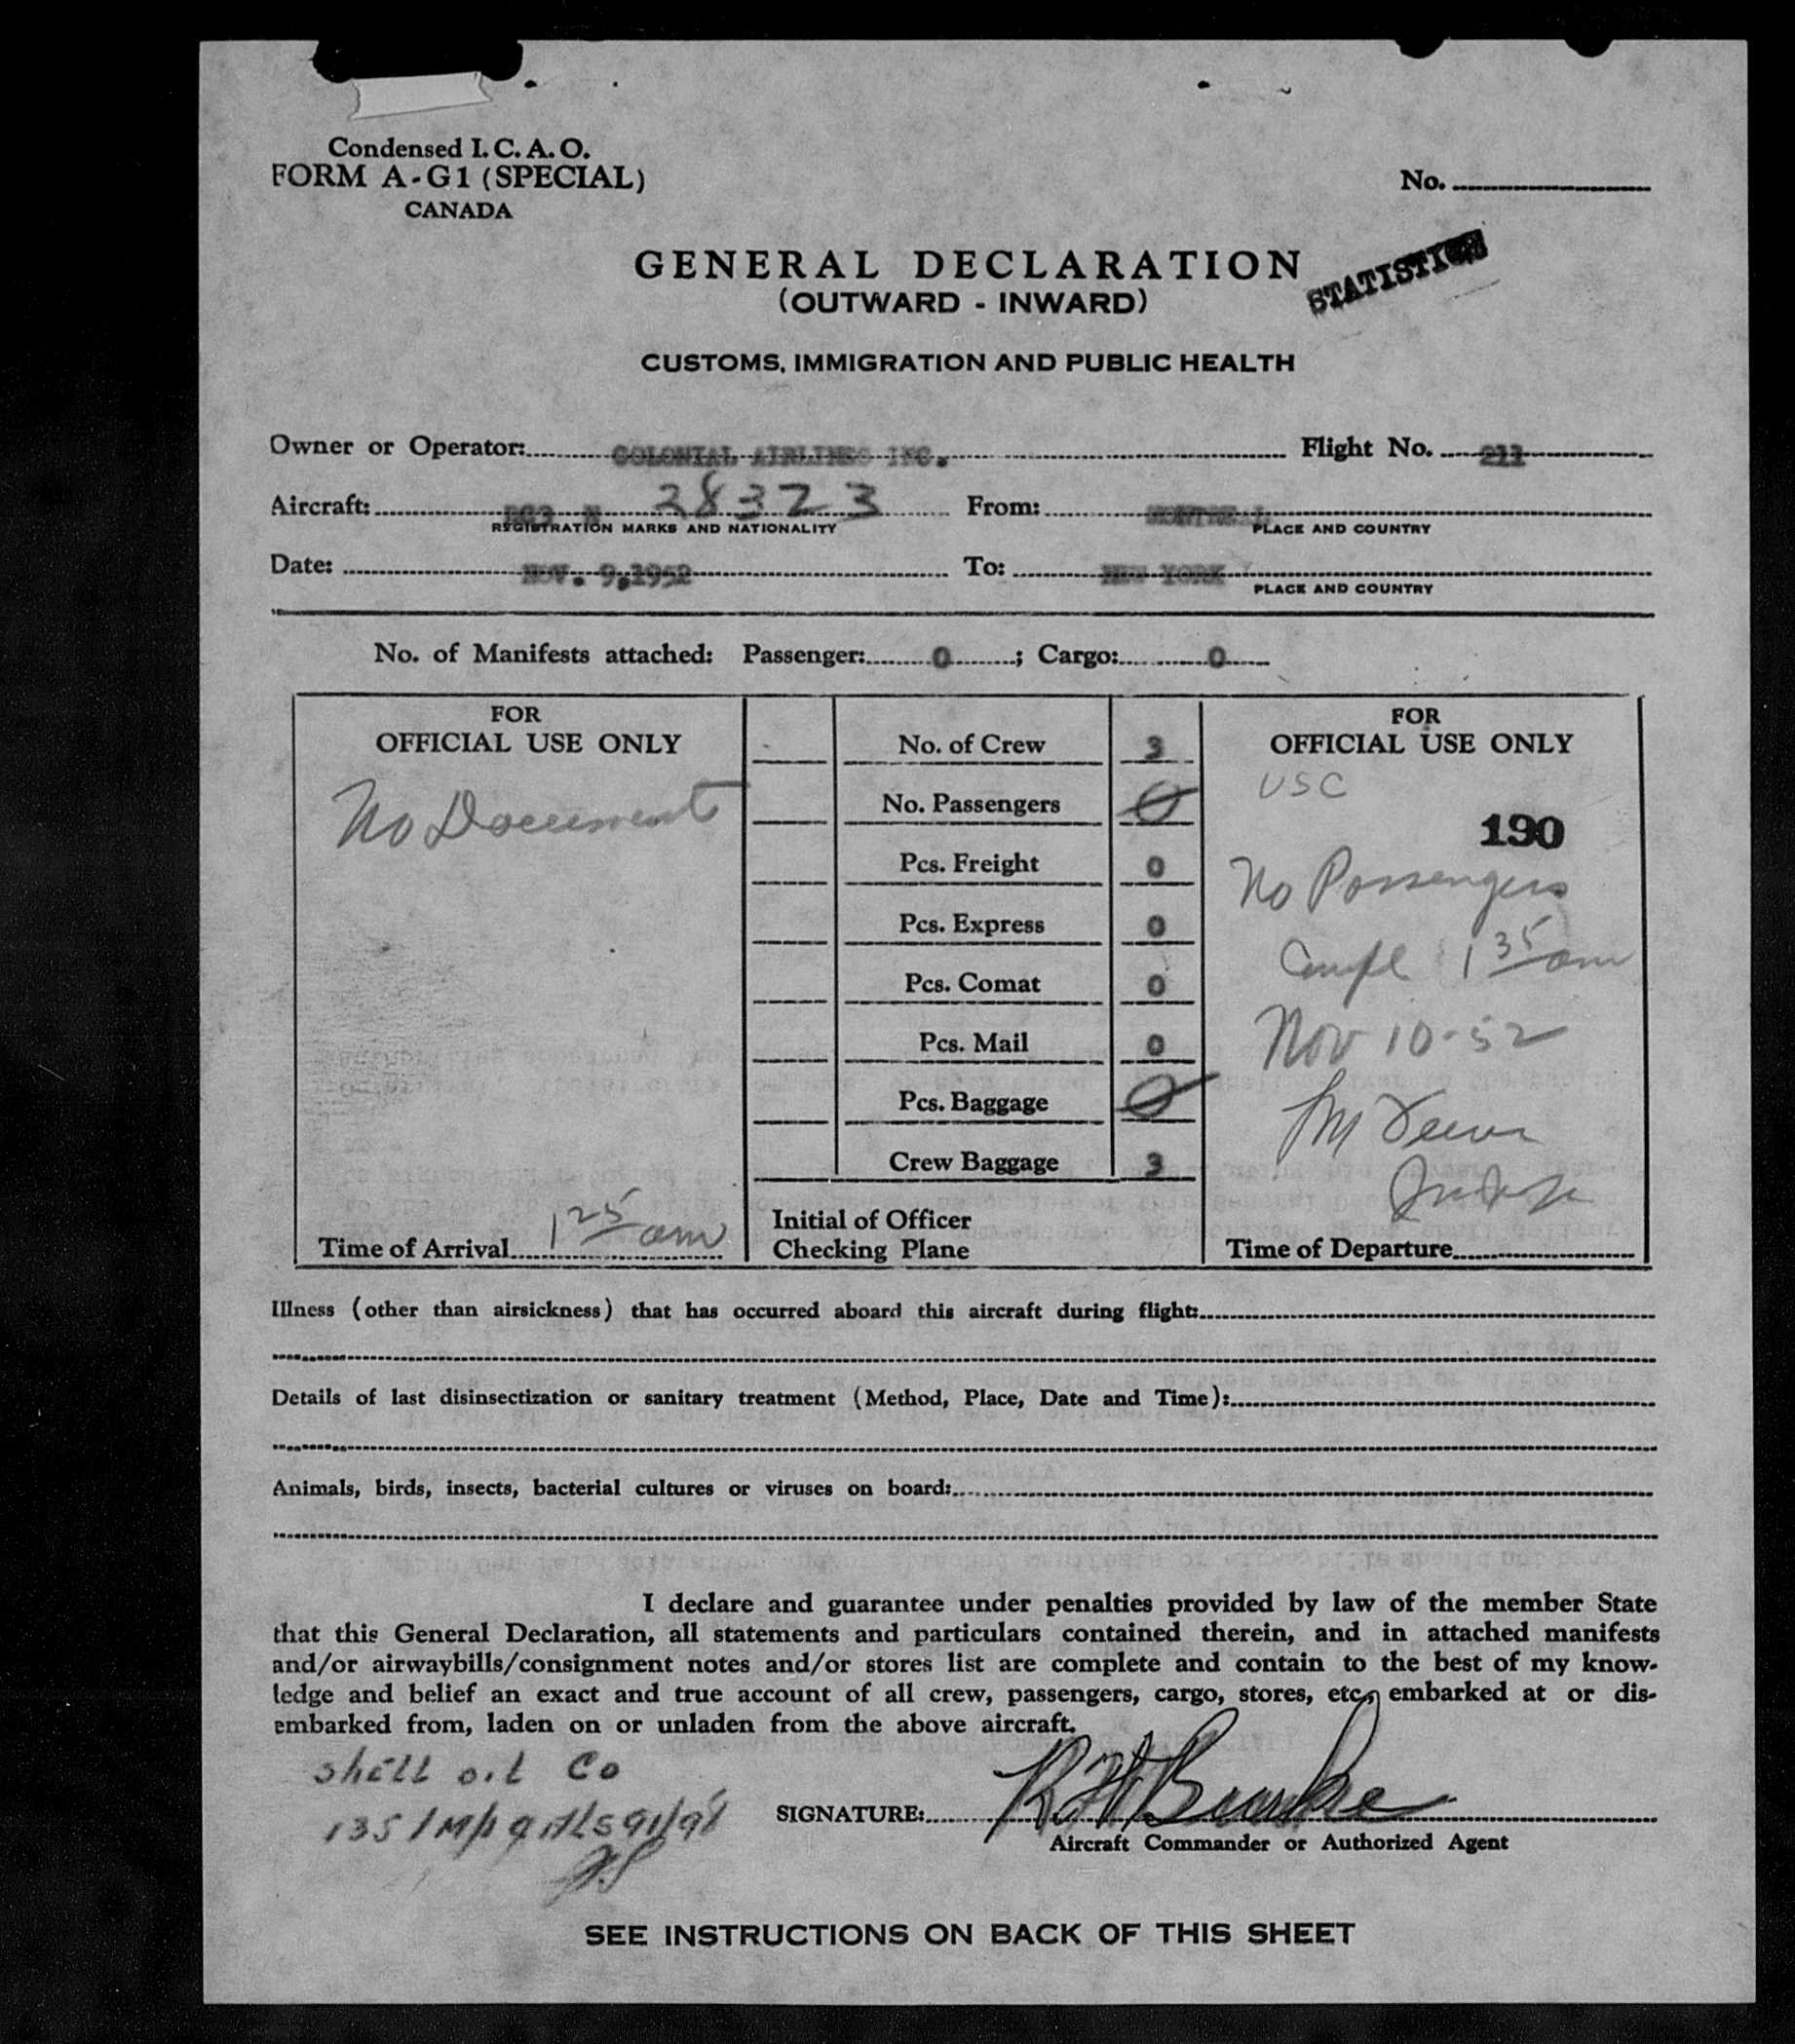 Condensed I. C. A. O.
FORM A-G1 (SPECIAL)
CANADA
No.
GENERAL DECLARATION
(OUTWARD - INWARD)
STATISTICS
CUSTOMS, IMMIGRATION AND PUBLIC HEALTH
Owner or Operator: COLONIAL AIRLINES INC. Flight No. 211
Aircraft: DC3 N 28323 From: MONTREAL
REGISTRATION MARKS AND NATIONALITY PLACE AND COUNTRY
Date: NOV. 9,1952 To: NEW YORK
PLACE AND COUNTRY
No. of Manifests attached: Passenger: 0 ; Cargo: 0
FOR
OFFICIAL USE ONLY
No Documents
Time of Arrival 1 25 am
No. of Crew 3
No. Passengers 0
Pcs. Freight 0
Pcs. Express 0
Pcs. Comat 0
Pcs. Mail 0
Pcs. Baggage 0
Crew Baggage 3
Initial of Officer
Checking Plane
FOR
OFFICIAL USE ONLY
USC
190
No Passengers
1 35 am
Nov 10-52
Time of Departure
Illness (other than airsickness) that has occurred aboard this aircraft during flight:
Details of last disinsectization or sanitary treatment (Method, Place, Date and Time):
Animals, birds, insects, bacterial cultures or viruses on board:
I declare and guarantee under penalties provided by law of the member State
that this General Declaration, all statements and particulars contained therein, and in attached manifests
and/or airwaybills/consignment notes and/or stores list are complete and contain to the best of my know-
ledge and belief an exact and true account of all crew, passengers, cargo, stores, etc., embarked at or dis-
embarked from, laden on or unladen from the above aircraft.
Shell oil Co
SIGNATURE: R H Burke
Aircraft Commander or Authorized Agent
SEE INSTRUCTIONS ON BACK OF THIS SHEET